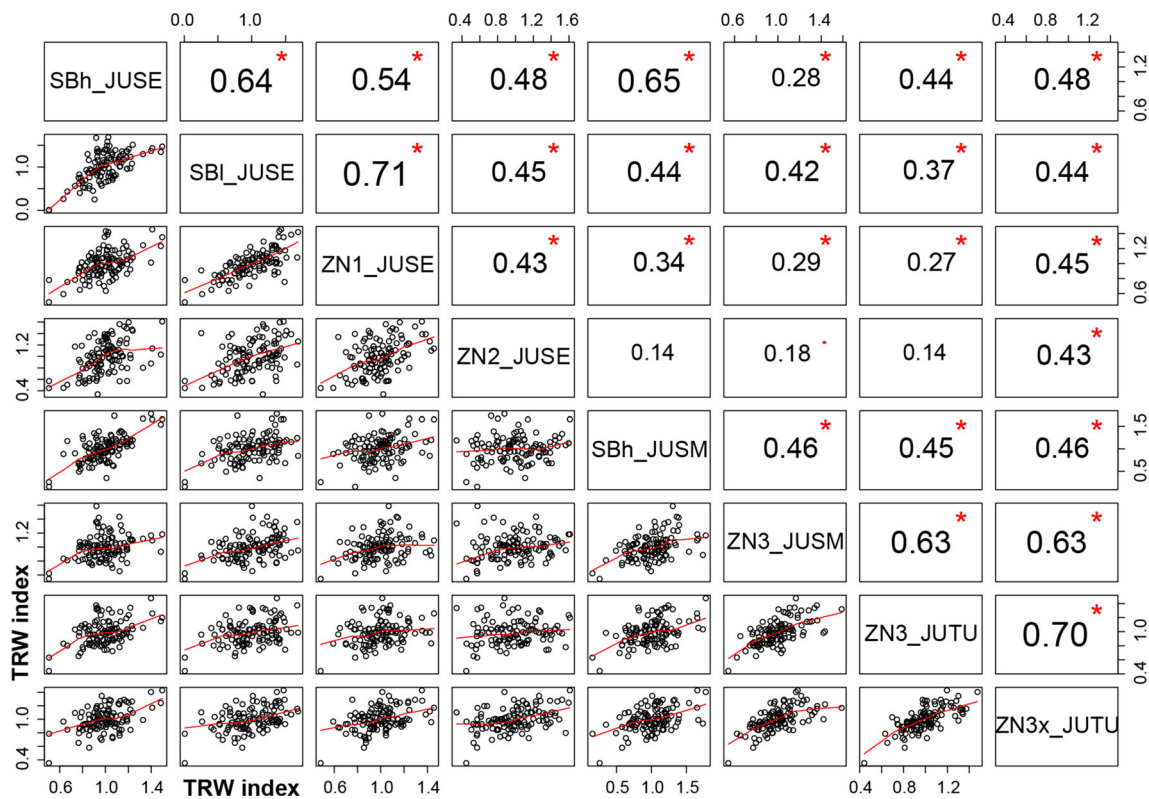 0.0 1.0 0.4 0.8 1.2 1.6 0.6 1.0 1.4 0.4 0.8 1.2
SBh_JUSE 0.64 * 0.54 * 0.48 * 0.65 * 0.28 * 0.44 * 0.48 * 0.6 1.2
0.0 1.0 SBl_JUSE 0.71 * 0.45 * 0.44 * 0.42 * 0.37 * 0.44 *
ZN1_JUSE 0.43 * 0.34 * 0.29 * 0.27 * 0.45 * 0.6 1.2
0.4 1.2 ZN2_JUSE 0.14 0.18 . 0.14 0.43 *
SBh_JUSM 0.46 * 0.45 * 0.46 * 0.5 1.5
1.2 ZN3_JUSM 0.63 * 0.63 *
ZN3_JUTU 0.70 * 0.4 1.0
0.4 1.0 ZN3x_JUTU
TRW index
0.6 1.0 1.4 0.6 1.0 1.4 0.5 1.0 1.5 0.4 0.8 1.2
TRW index